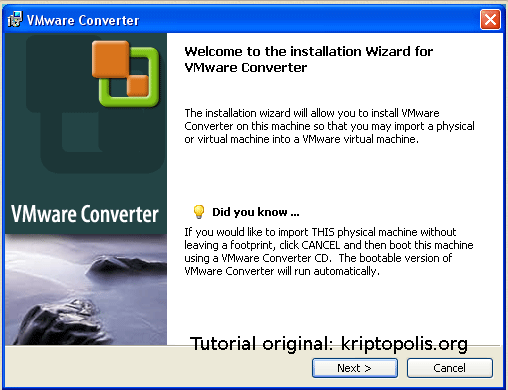 VMware Converter
Welcome to the installation Wizard for
VMware Converter
The installation wizard will allow you to install VMware
Converter on this machine so that you may import a physical
or virtual machine into a VMware virtual machine.
VMware Converter
Did you know ...
If you would like to import THIS physical machine without
leaving a footprint, click CANCEL and then boot this machine
using a VMware Converter CD.  The bootable version of
VMware Converter will run automatically.
Tutorial original: kriptopolis.org
Next >
Cancel